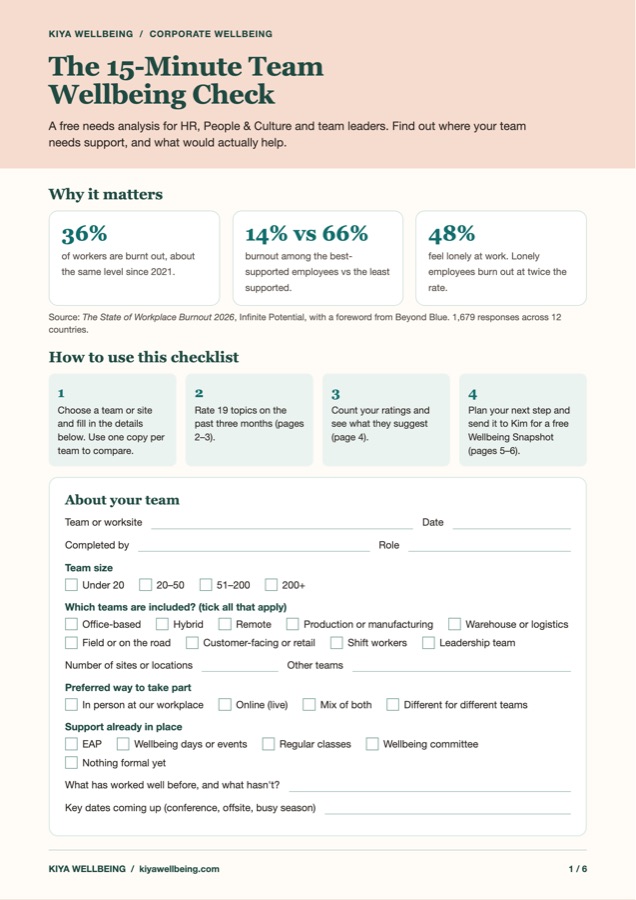 KIYA WELLBEING / CORPORATE WELLBEING
The 15-Minute Team
Wellbeing Check
A free needs analysis for HR, People & Culture and team leaders. Find out where your team
needs support, and what would actually help.
Why it matters
36%
of workers are burnt out, about
the same level since 2021.
14% vs 66%
burnout among the best-
supported employees vs the least
supported.
48%
feel lonely at work. Lonely
employees burn out at twice the
rate.
Source: The State of Workplace Burnout 2026, Infinite Potential, with a foreword from Beyond Blue. 1,679 responses across 12
countries.
How to use this checklist
1
Choose a team or site
and fill in the details
below. Use one copy per
team to compare.
2
Rate 19 topics on the
past three months (pages
2–3).
3
Count your ratings and
see what they suggest
(page 4).
4
Plan your next step and
send it to Kim for a free
Wellbeing Snapshot
(pages 5–6).
About your team
Team or worksite Date
Completed by Role
Team size
Under 20 20–50 51–200 200+
Which teams are included? (tick all that apply)
Office-based Hybrid Remote Production or manufacturing Warehouse or logistics
Field or on the road Customer-facing or retail Shift workers Leadership team
Number of sites or locations Other teams
Preferred way to take part
In person at our workplace Online (live) Mix of both Different for different teams
Support already in place
EAP Wellbeing days or events Regular classes Wellbeing committee
Nothing formal yet
What has worked well before, and what hasn't?
Key dates coming up (conference, offsite, busy season)
KIYA WELLBEING / kiyawellbeing.com 1 / 6